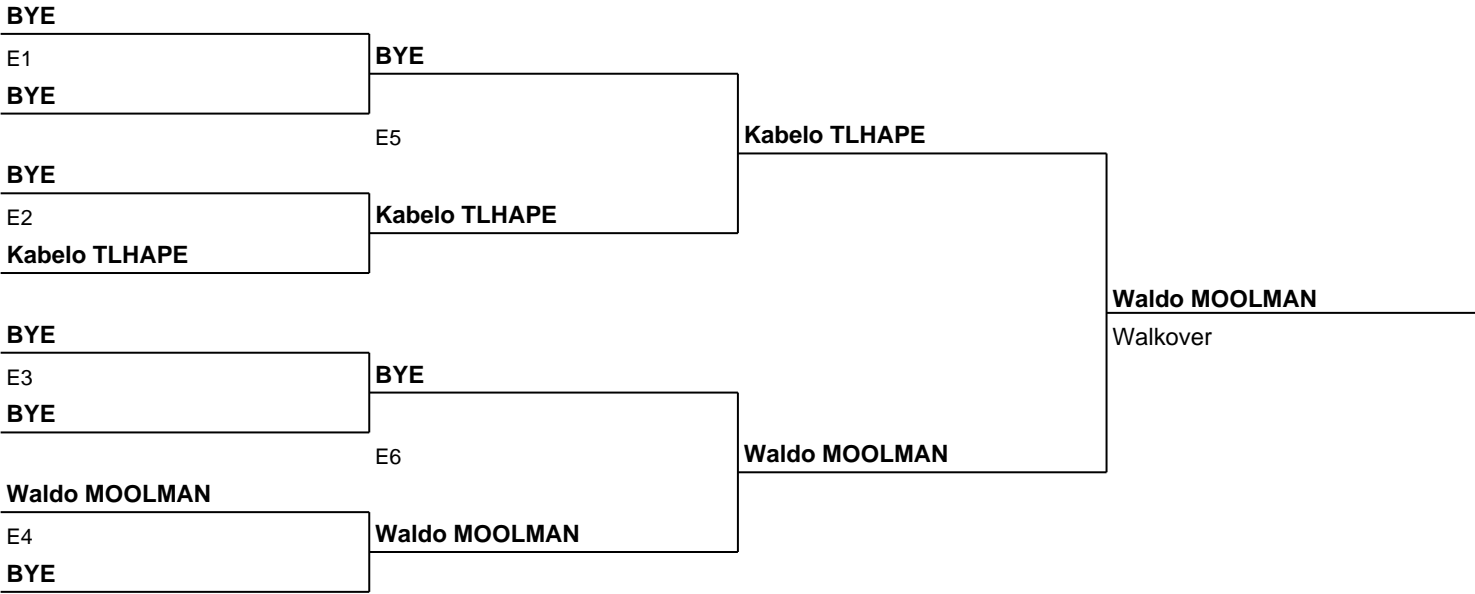 BYE
E1
BYE
BYE
E5
Kabelo TLHAPE
BYE
E2
Kabelo TLHAPE
Kabelo TLHAPE
Waldo MOOLMAN
Walkover
BYE
E3
BYE
BYE
E6
Waldo MOOLMAN
Waldo MOOLMAN
E4
Waldo MOOLMAN
BYE